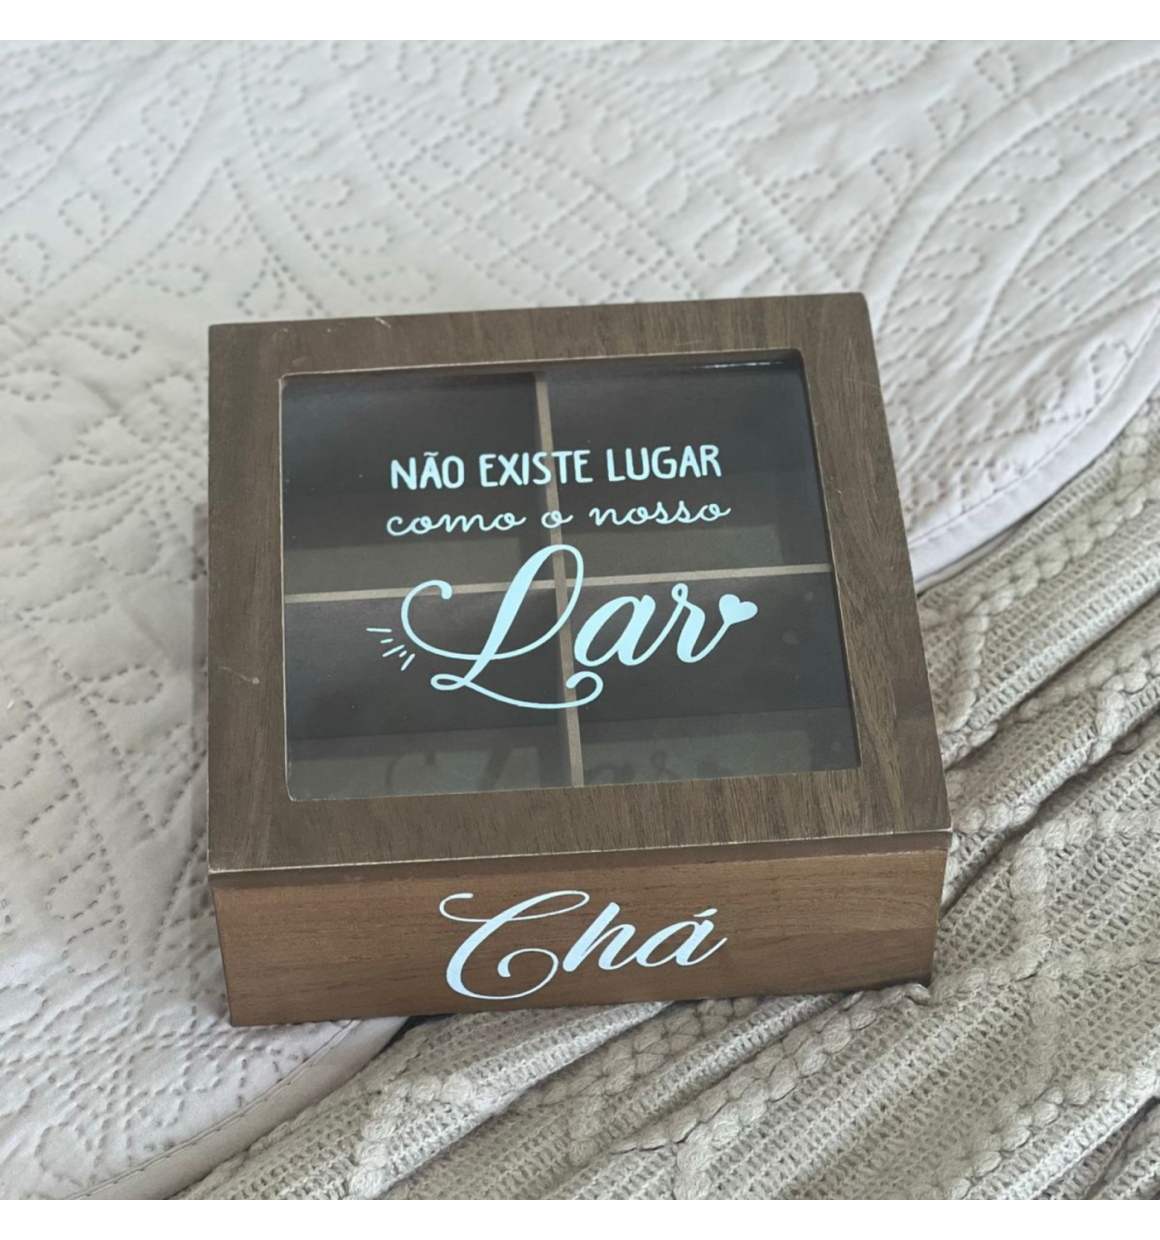 NÃO EXISTE LUGAR
como o nosso
Lar
Chá